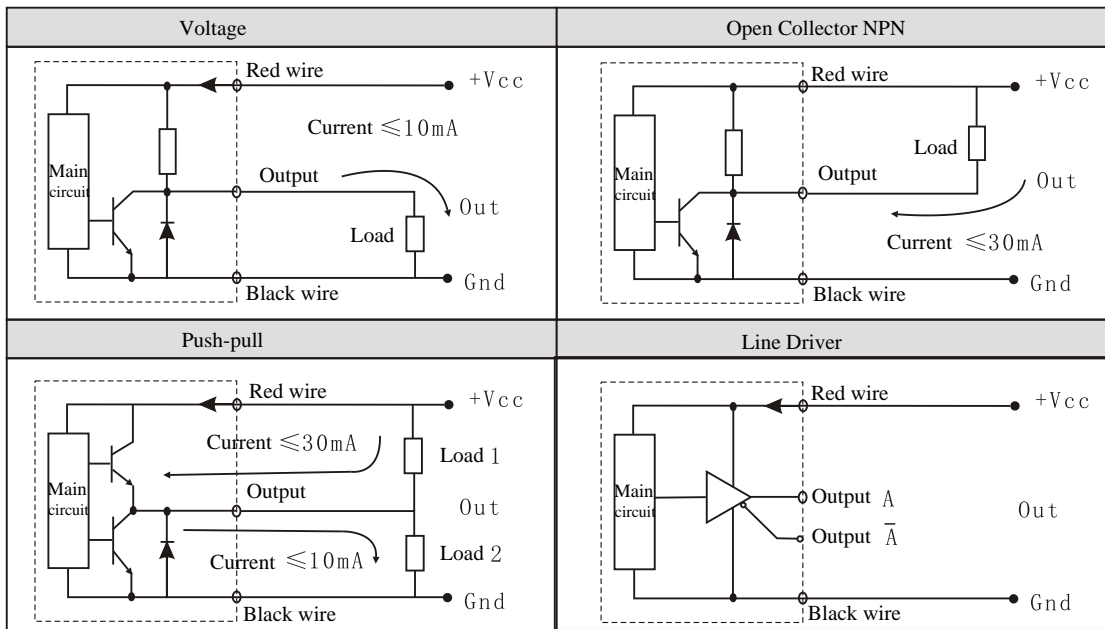 Voltage
Red wire
+Vcc
Current ≤10mA
Main
circuit
Output
Out
Load
Gnd
Black wire
Open Collector NPN
Red wire
+Vcc
Load
Main
circuit
Output
Out
Current ≤30mA
Gnd
Black wire
Push-pull
Red wire
+Vcc
Current ≤30mA
Load 1
Main
circuit
Output
Out
Current ≤10mA
Load 2
Gnd
Black wire
Line Driver
Red wire
+Vcc
Main
circuit
Output A
Out
Output A̅
Gnd
Black wire